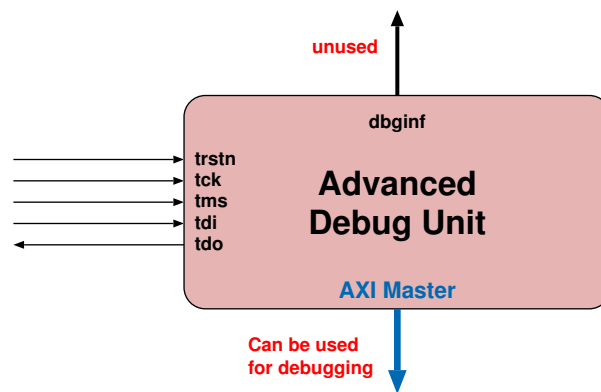 unused
dbginf
trstn
tck
tms
tdi
tdo
Advanced
Debug Unit
AXI Master
Can be used
for debugging